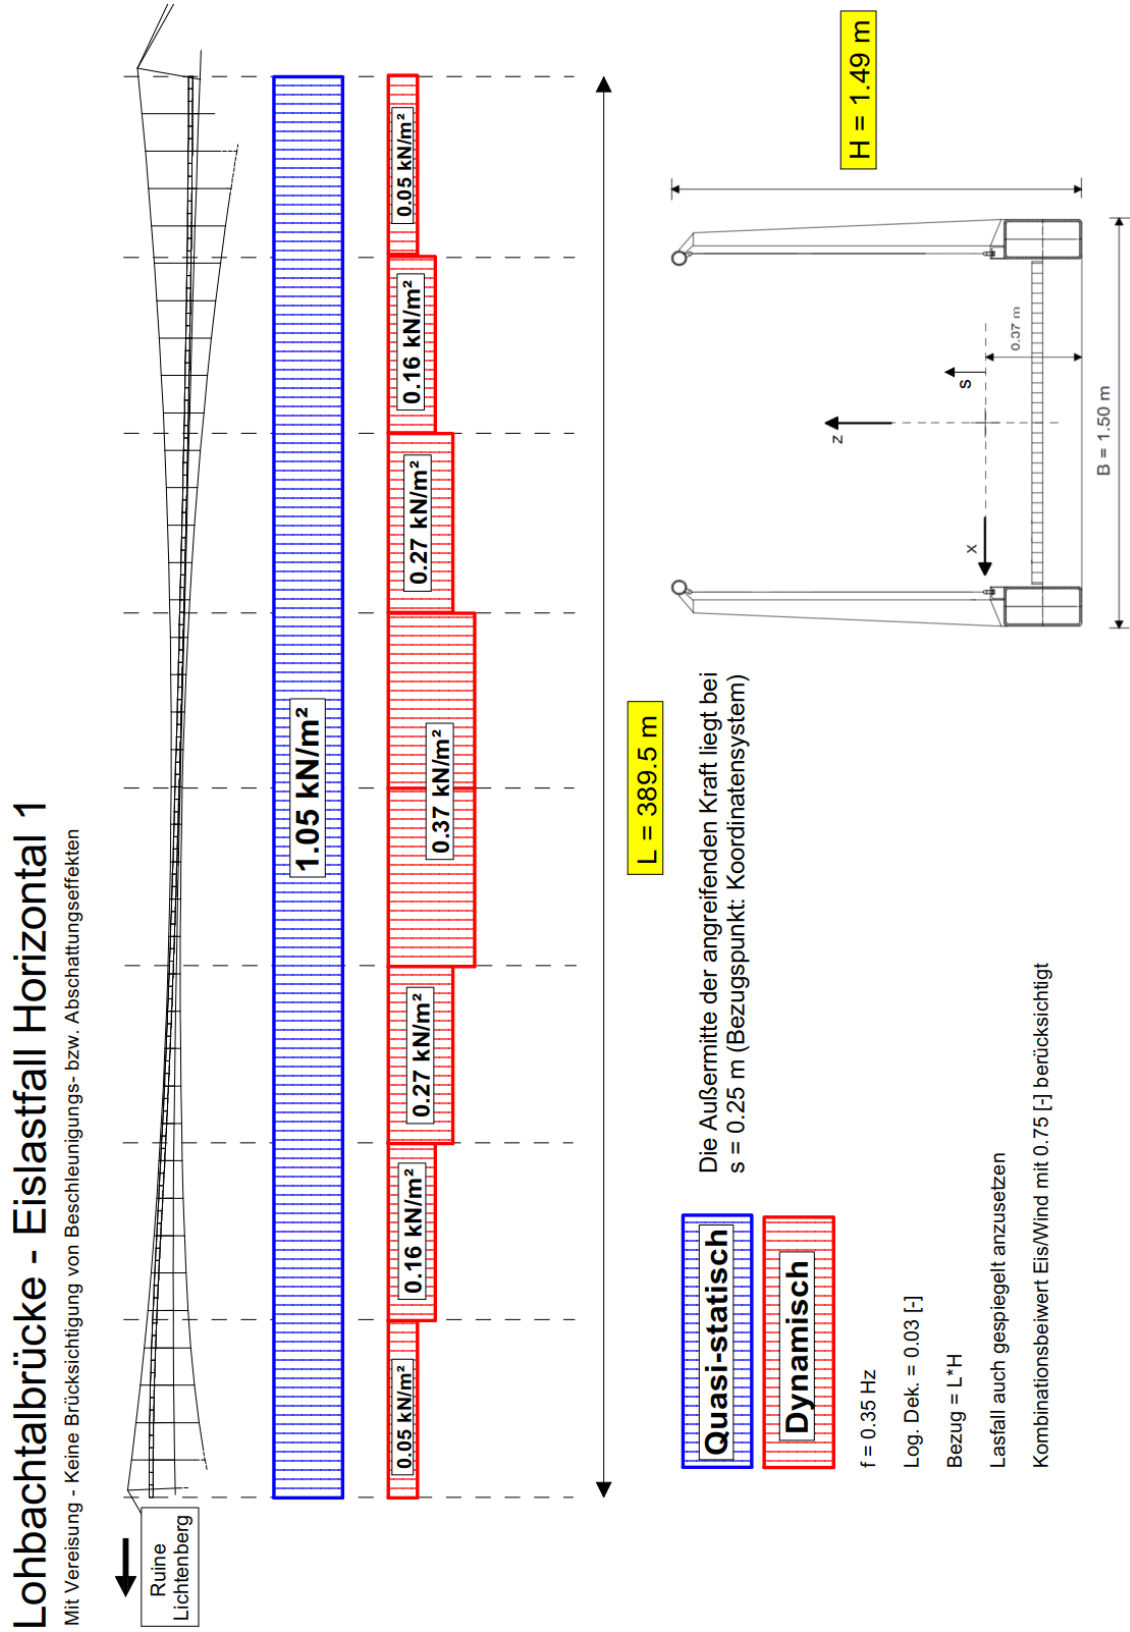 Lohbachtalbrücke - Eislastfall Horizontal 1
Mit Vereisung - Keine Brücksichtigung von Beschleunigungs- bzw. Abschattungseffekten
Ruine
Lichtenberg
1.05 kN/m²
0.05 kN/m²
0.16 kN/m²
0.27 kN/m²
0.37 kN/m²
0.27 kN/m²
0.16 kN/m²
0.05 kN/m²
L = 389.5 m
Quasi-statisch
Dynamisch
Die Außermitte der angreifenden Kraft liegt bei
s = 0.25 m (Bezugspunkt: Koordinatensystem)
f = 0.35 Hz
Log. Dek. = 0.03 [-]
Bezug = L*H
Lasfall auch gespiegelt anzusetzen
Kombinationsbeiwert Eis/Wind mit 0.75 [-] berücksichtigt
H = 1.49 m
z
s
x
0.37 m
B = 1.50 m